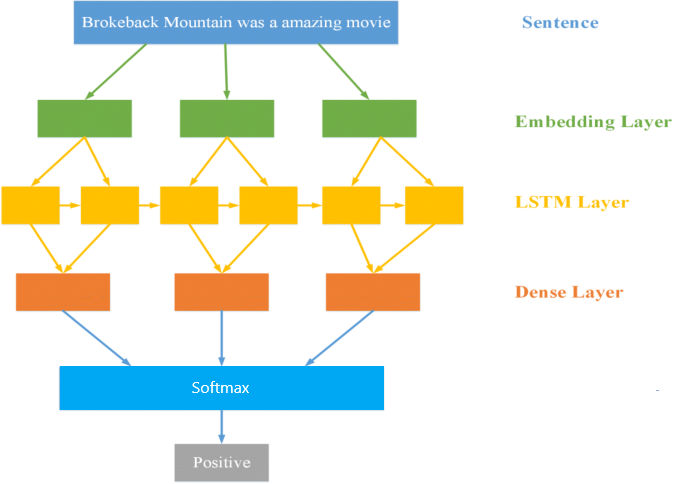 Brokeback Mountain was a amazing movie
Sentence
Embedding Layer
LSTM Layer
Dense Layer
Softmax
Positive